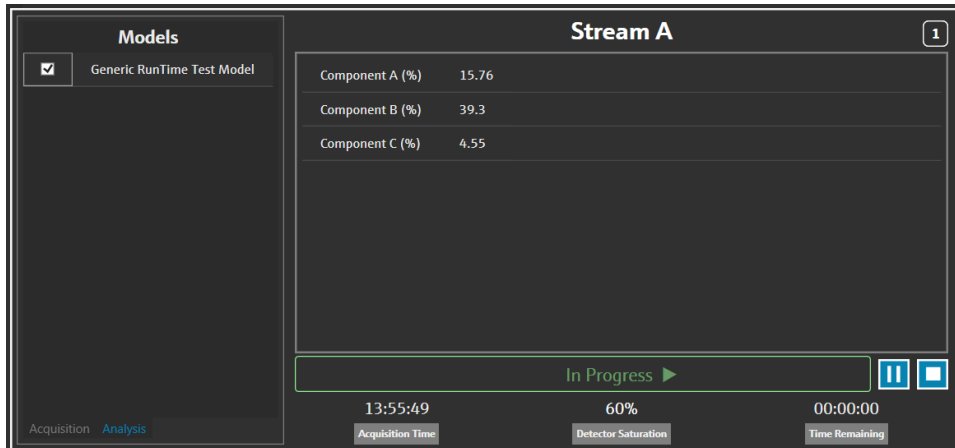 Models
Generic RunTime Test Model
Acquisition Analysis
Stream A
1
Component A (%) 15.76
Component B (%) 39.3
Component C (%) 4.55
In Progress
13:55:49 60% 00:00:00
Acquisition Time Detector Saturation Time Remaining